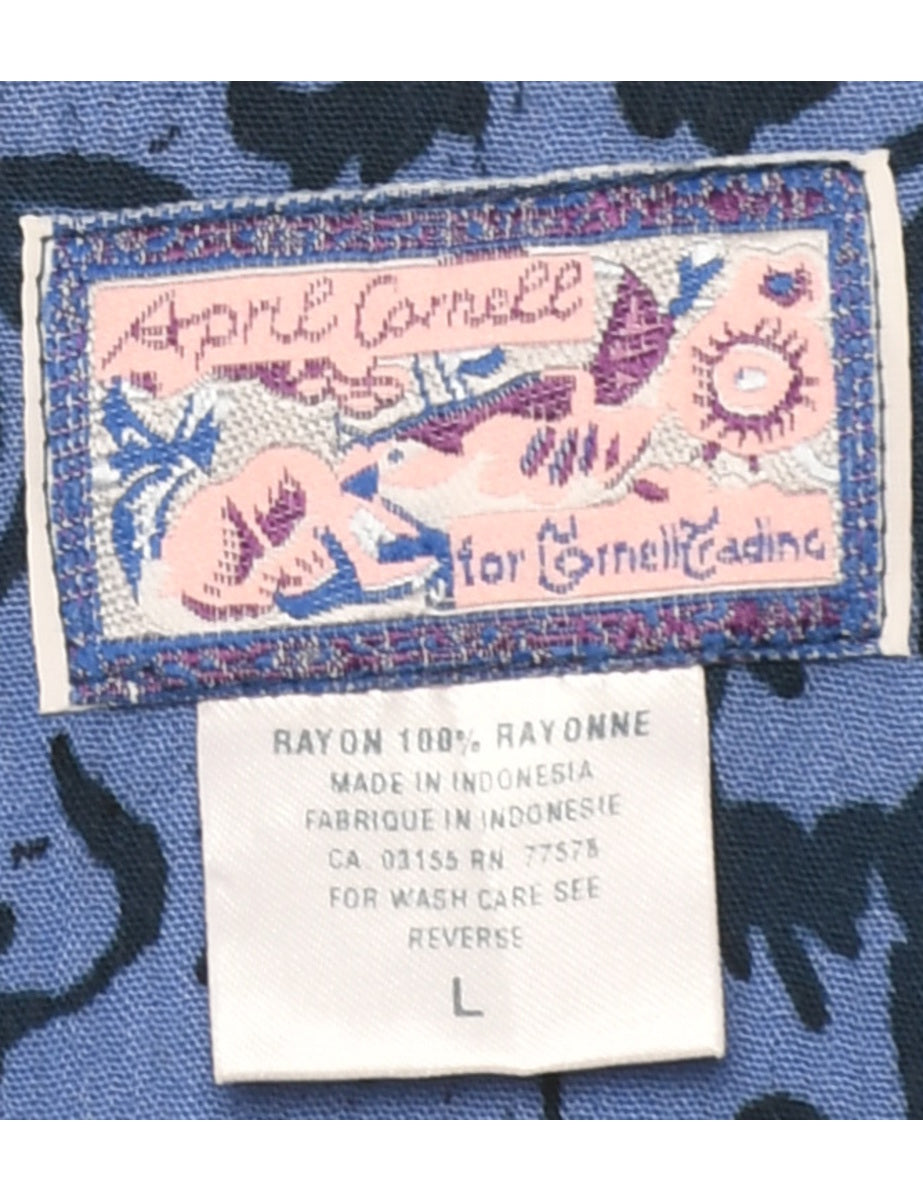 April Cornell
for Cornell Trading
RAYON 100% RAYONNE
MADE IN INDONESIA
FABRIQUE IN INDONESIE
CA. 03155 RN 77578
FOR WASH CARE SEE
REVERSE
L